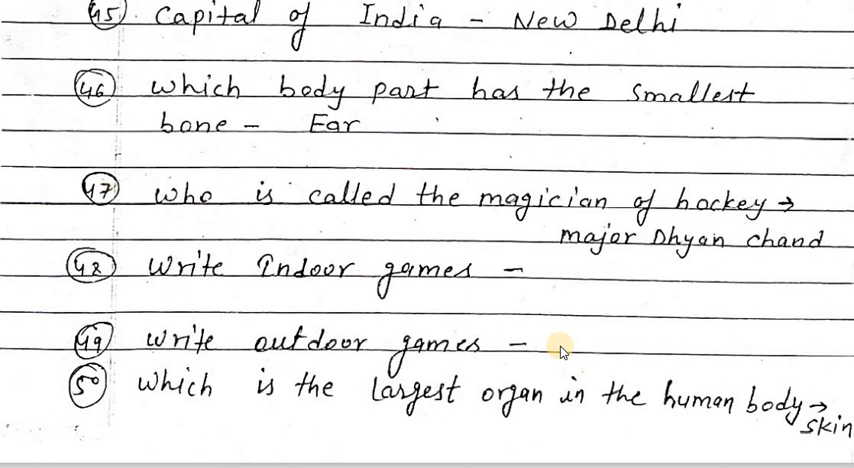 45). Capital of India - New Delhi
46) which body part has the smallest
bone - Ear
47) who is called the magician of hockey →
major Dhyan chand
48) write Indoor games -
49) write outdoor games -
50) which is the largest organ in the human body →
skin